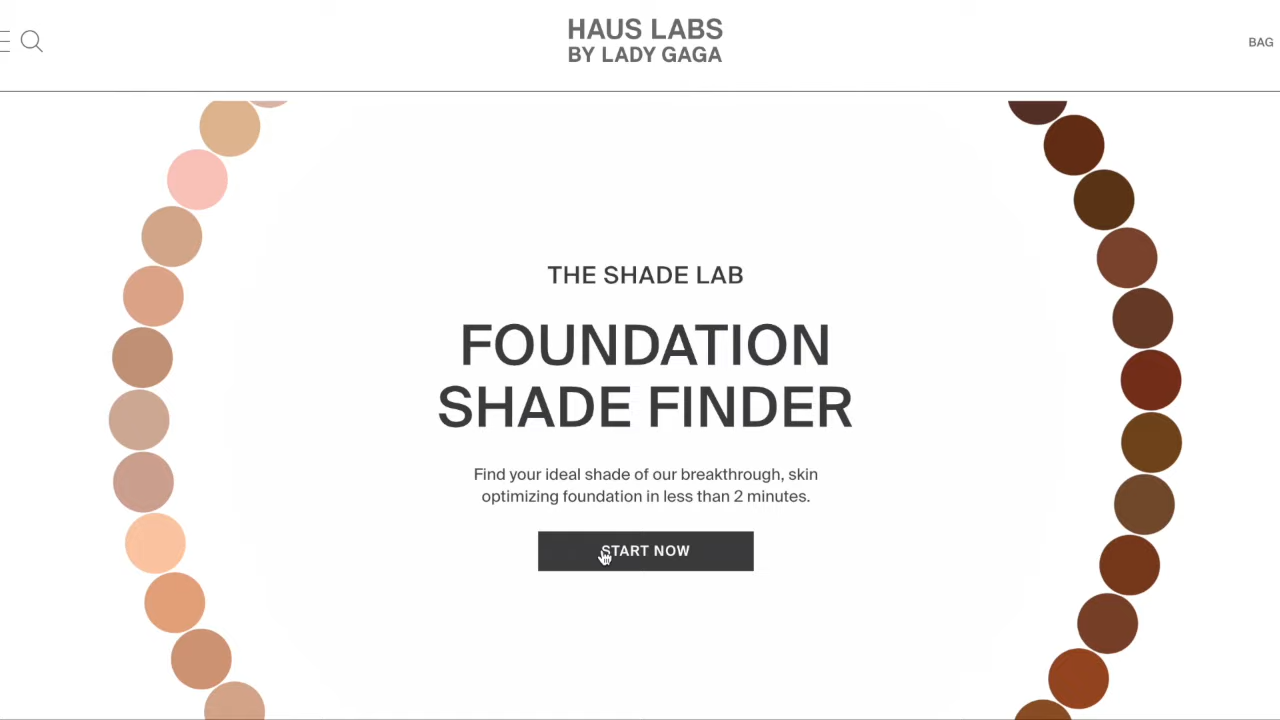 HAUS LABS
BY LADY GAGA
BAG
THE SHADE LAB
FOUNDATION
SHADE FINDER
Find your ideal shade of our breakthrough, skin
optimizing foundation in less than 2 minutes.
START NOW